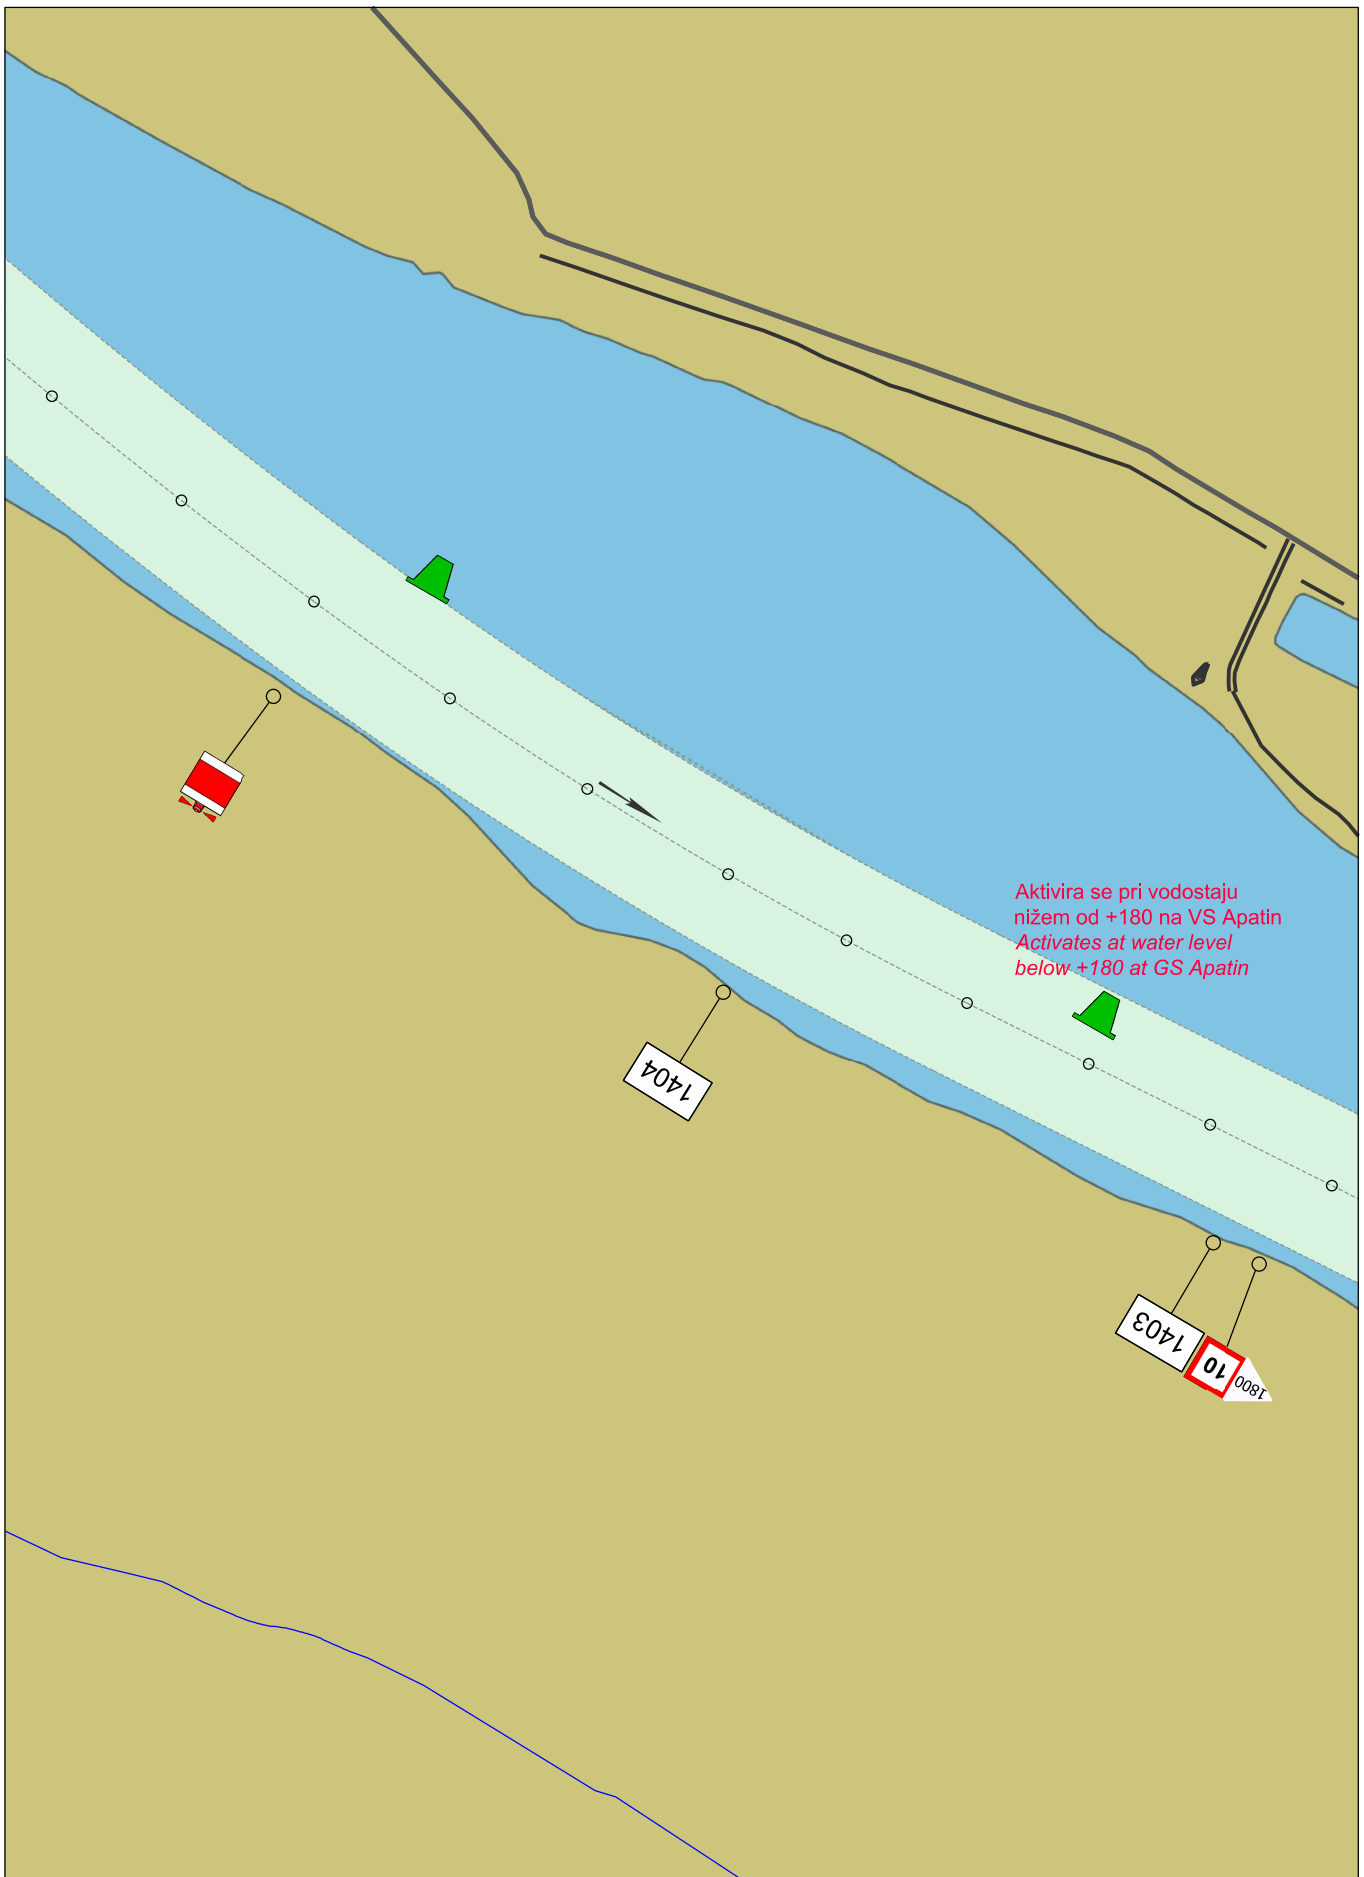 Aktivira se pri vodostaju
nižem od +180 na VS Apatin
Activates at water level
below +180 at GS Apatin
1404
1403
10
1800